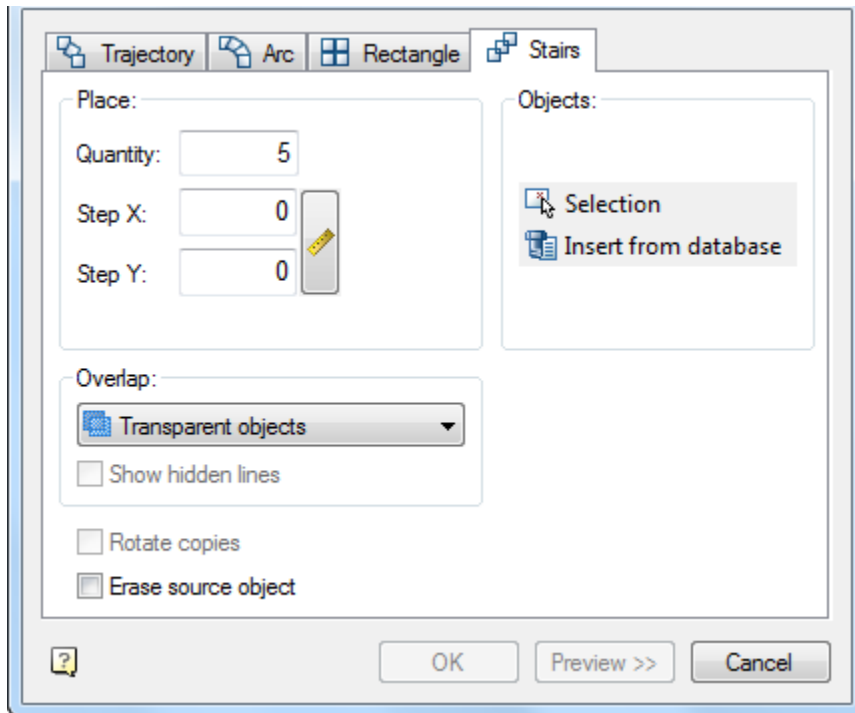 Trajectory Arc Rectangle Stairs
Place:
Quantity: 5
Step X: 0
Step Y: 0
Objects:
Selection
Insert from database
Overlap:
Transparent objects
Show hidden lines
Rotate copies
Erase source object
? OK Preview >> Cancel